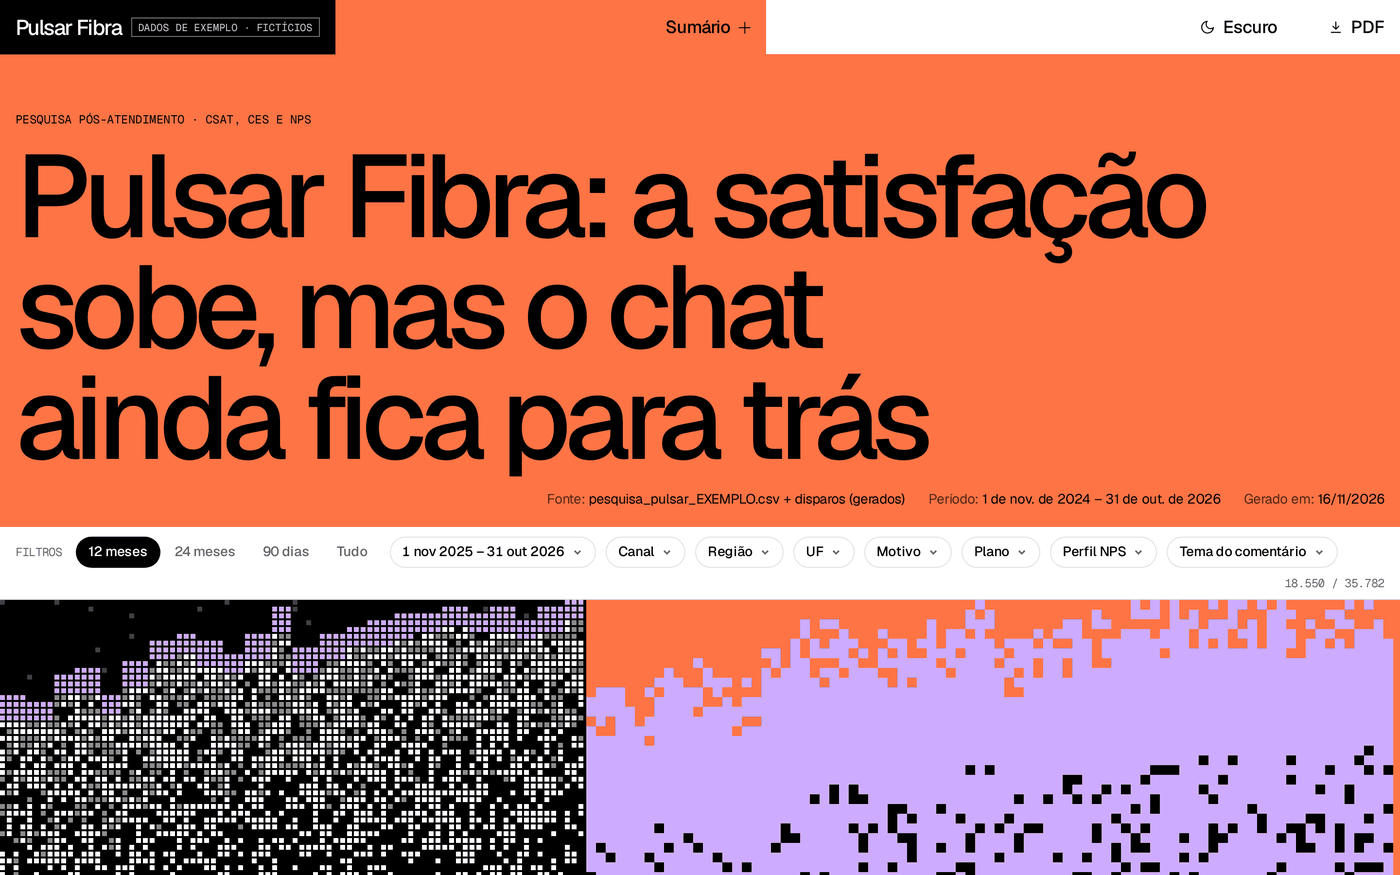 Pulsar Fibra
DADOS DE EXEMPLO · FICTÍCIOS
Sumário
Escuro
PDF
PESQUISA PÓS-ATENDIMENTO · CSAT, CES E NPS
Pulsar Fibra: a satisfação
sobe, mas o chat
ainda fica para trás
Fonte: pesquisa_pulsar_EXEMPLO.csv + disparos (gerados)
Período: 1 de nov. de 2024 – 31 de out. de 2026
Gerado em: 16/11/2026
FILTROS
12 meses
24 meses
90 dias
Tudo
1 nov 2025 – 31 out 2026
Canal
Região
UF
Motivo
Plano
Perfil NPS
Tema do comentário
18.550 / 35.782